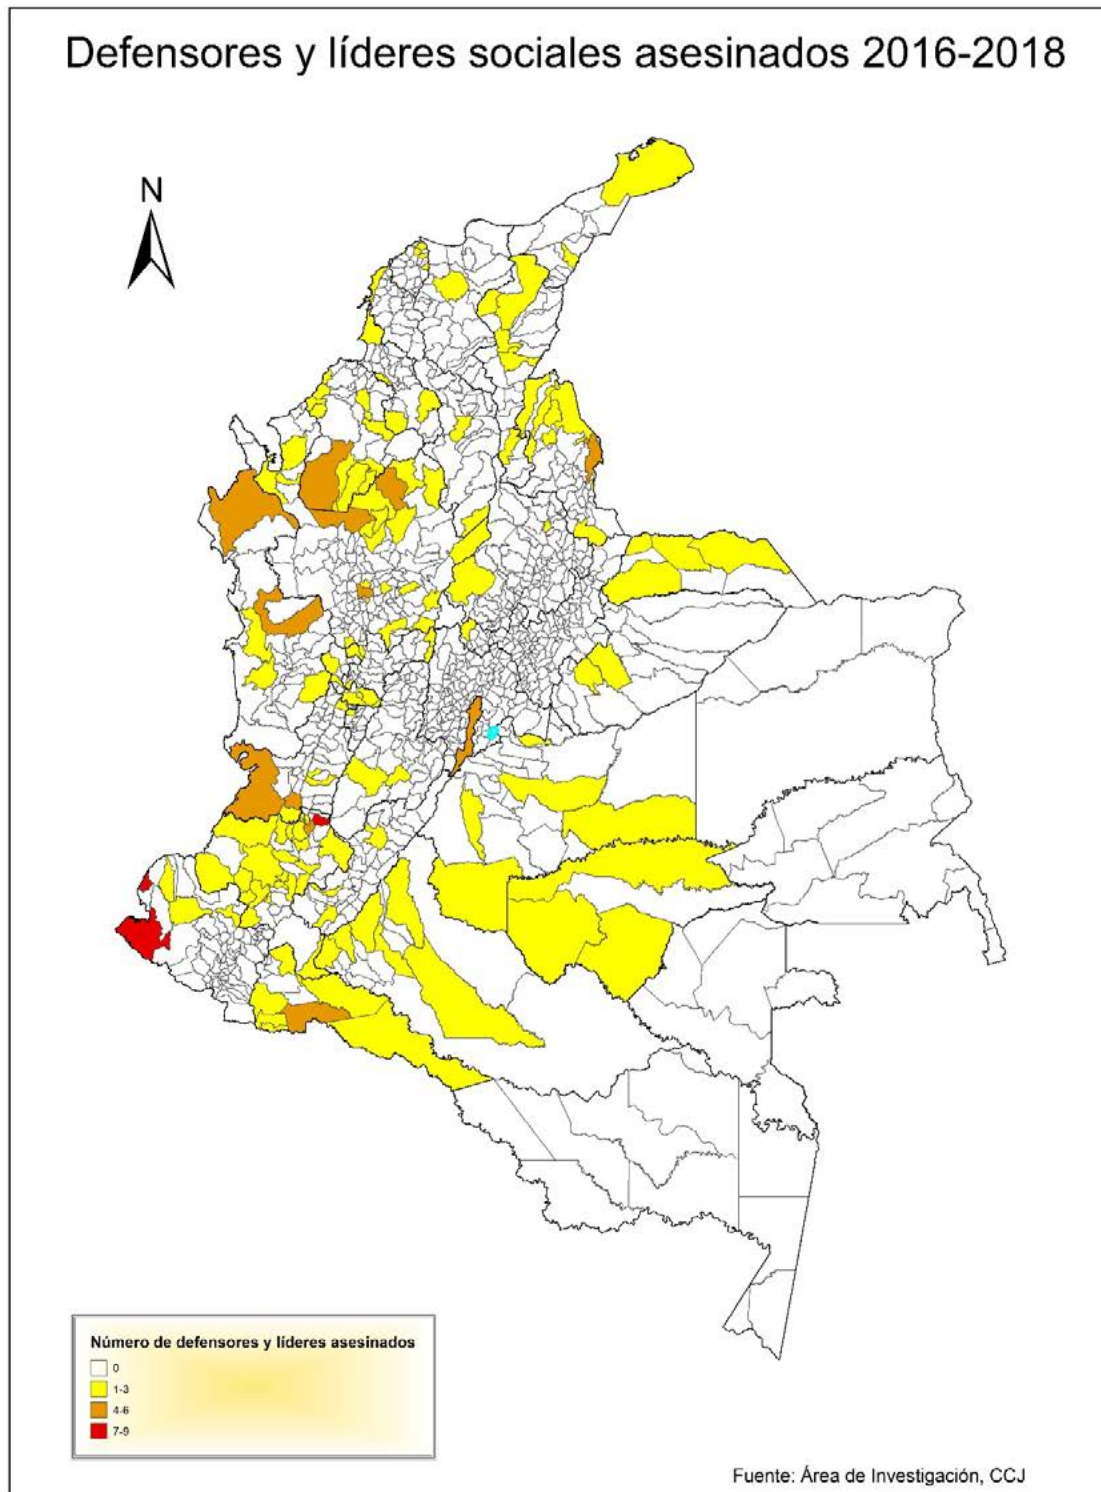 Defensores y líderes sociales asesinados 2016-2018
N
Número de defensores y líderes asesinados
0
1-3
4-6
7-9
Fuente: Área de Investigación, CCJ